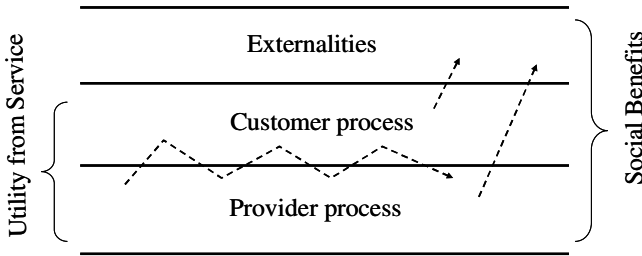 Externalities
Customer process
Provider process
Utility from Service
Social Benefits